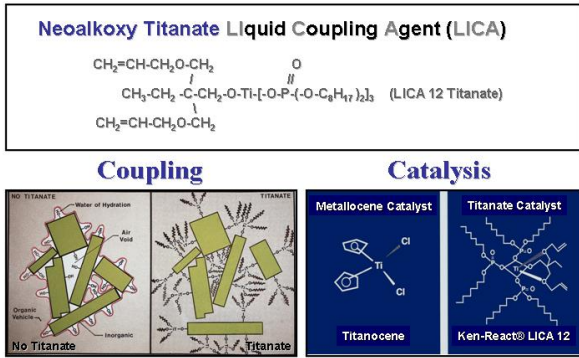 Neoalkoxy Titanate LIquid Coupling Agent (LICA)
CH₂=CH-CH₂O-CH₂ O
CH₃-CH₂ -C-CH₂-O-Ti-[-O-P-(-O-C₈H₁₇)₂]₃ (LICA 12 Titanate)
CH₂=CH-CH₂O-CH₂
Coupling
Catalysis
NO TITANATE
Water of Hydration
Air
Void
Organic
Vehicle
Inorganic
No Titanate
TITANATE
Titanate
Metallocene Catalyst
Cl
Ti
Cl
Titanocene
Titanate Catalyst
Ti
Ken-React® LICA 12